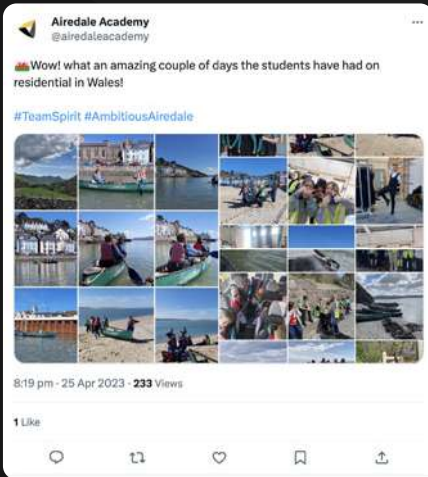 Airedale Academy
@airedaleacademy
🏴󠁧󠁢󠁷󠁬󠁳󠁿Wow! what an amazing couple of days the students have had on
residential in Wales!
#TeamSpirit #AmbitiousAiredale
8:19 pm · 25 Apr 2023 · 233 Views
1 Like